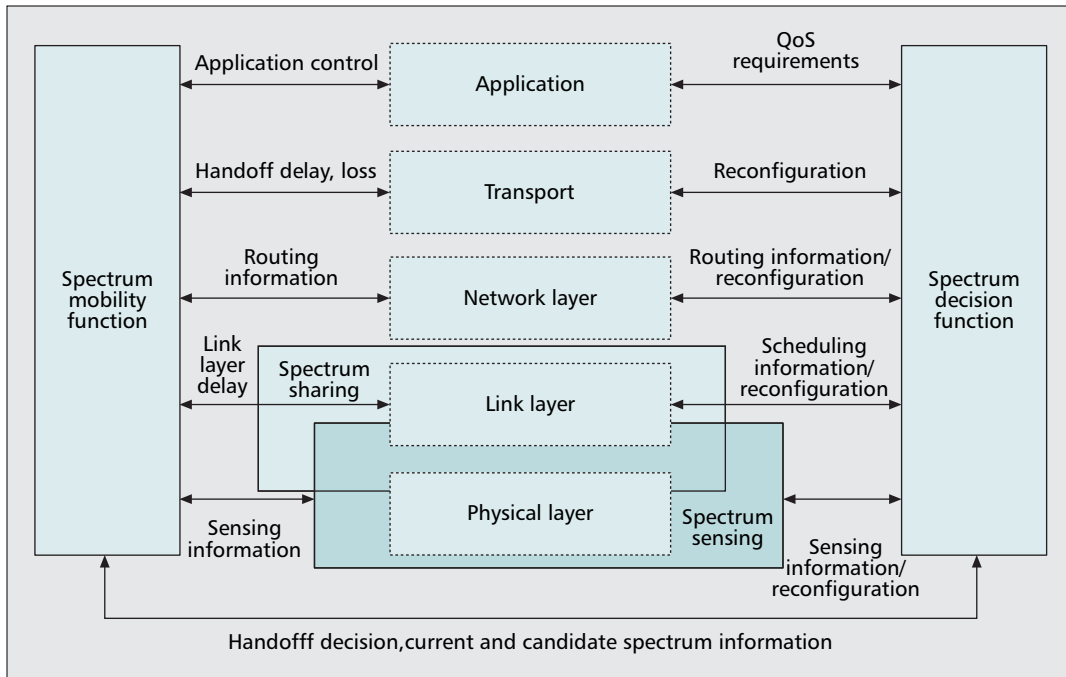 Application control
Application
QoS
requirements
Handoff delay, loss
Transport
Reconfiguration
Spectrum
mobility
function
Routing
information
Network layer
Routing information/
reconfiguration
Spectrum
decision
function
Link
layer
delay
Spectrum
sharing
Link layer
Scheduling
information/
reconfiguration
Sensing
information
Physical layer
Spectrum
sensing
Sensing
information/
reconfiguration
Handofff decision,current and candidate spectrum information